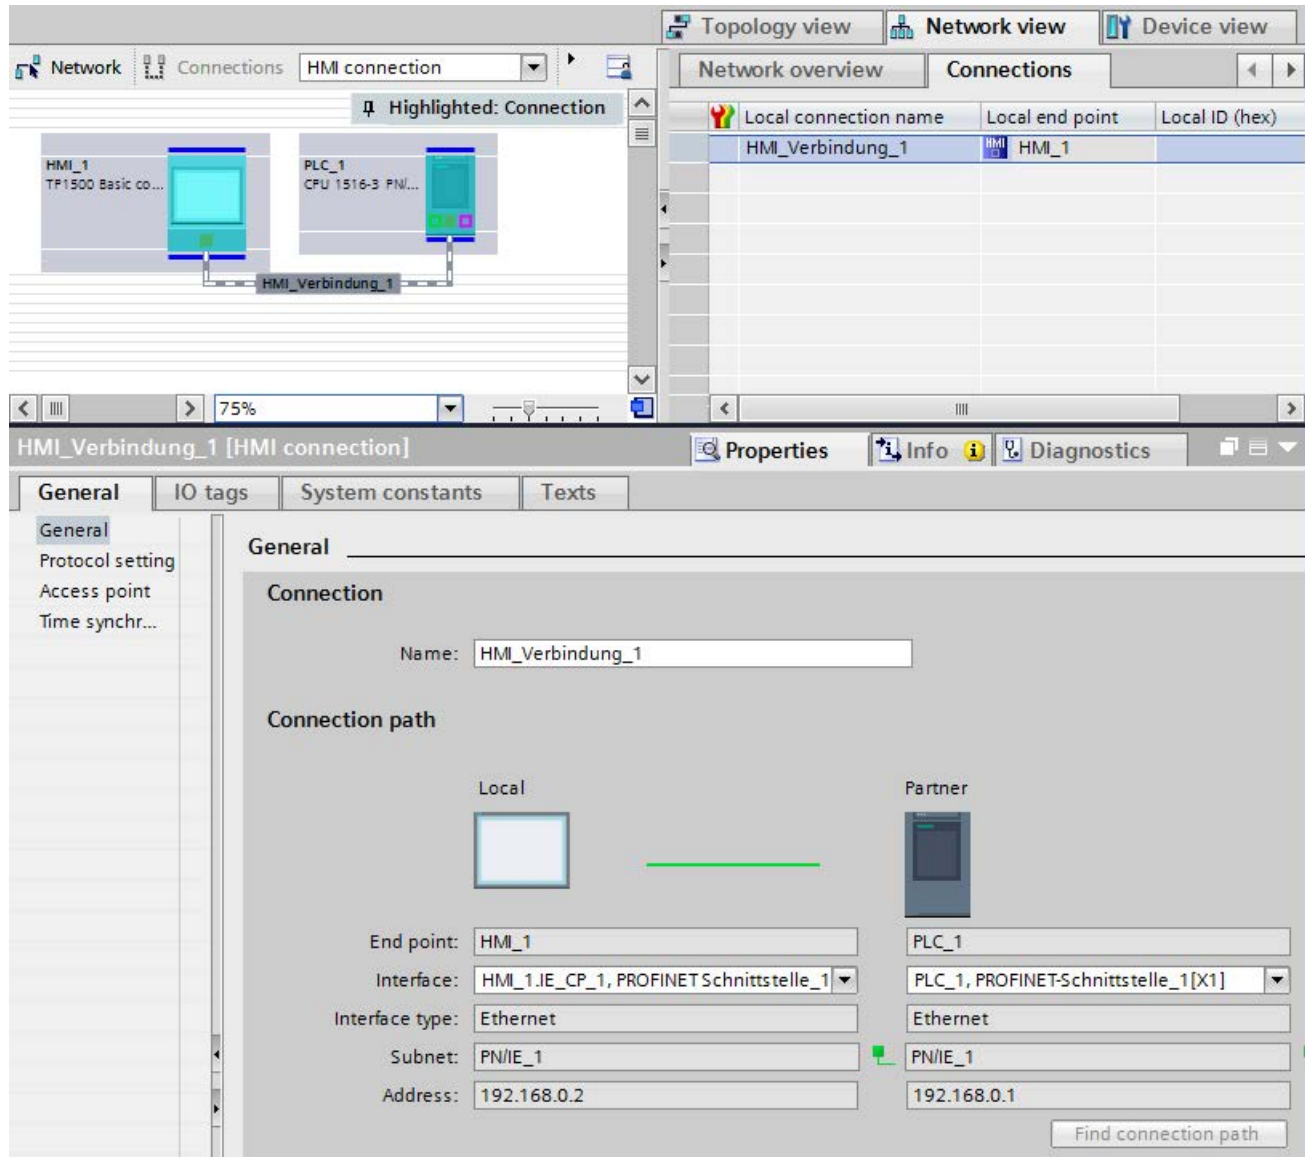 Topology view
Network view
Device view
Network
Connections
HMI connection
Network overview
Connections
Highlighted: Connection
Local connection name
Local end point
Local ID (hex)
HMI_Verbindung_1
HMI_1
HMI_1
TP1500 Basic co...
PLC_1
CPU 1516-3 PN/...
HMI_Verbindung_1
75%
HMI_Verbindung_1 [HMI connection]
Properties
Info
Diagnostics
General
IO tags
System constants
Texts
General
Protocol setting
Access point
Time synchr...
General
Connection
Name: HMI_Verbindung_1
Connection path
Local
Partner
End point: HMI_1
PLC_1
Interface: HMI_1.IE_CP_1, PROFINET Schnittstelle_1
PLC_1, PROFINET-Schnittstelle_1[X1]
Interface type: Ethernet
Ethernet
Subnet: PN/IE_1
PN/IE_1
Address: 192.168.0.2
192.168.0.1
Find connection path